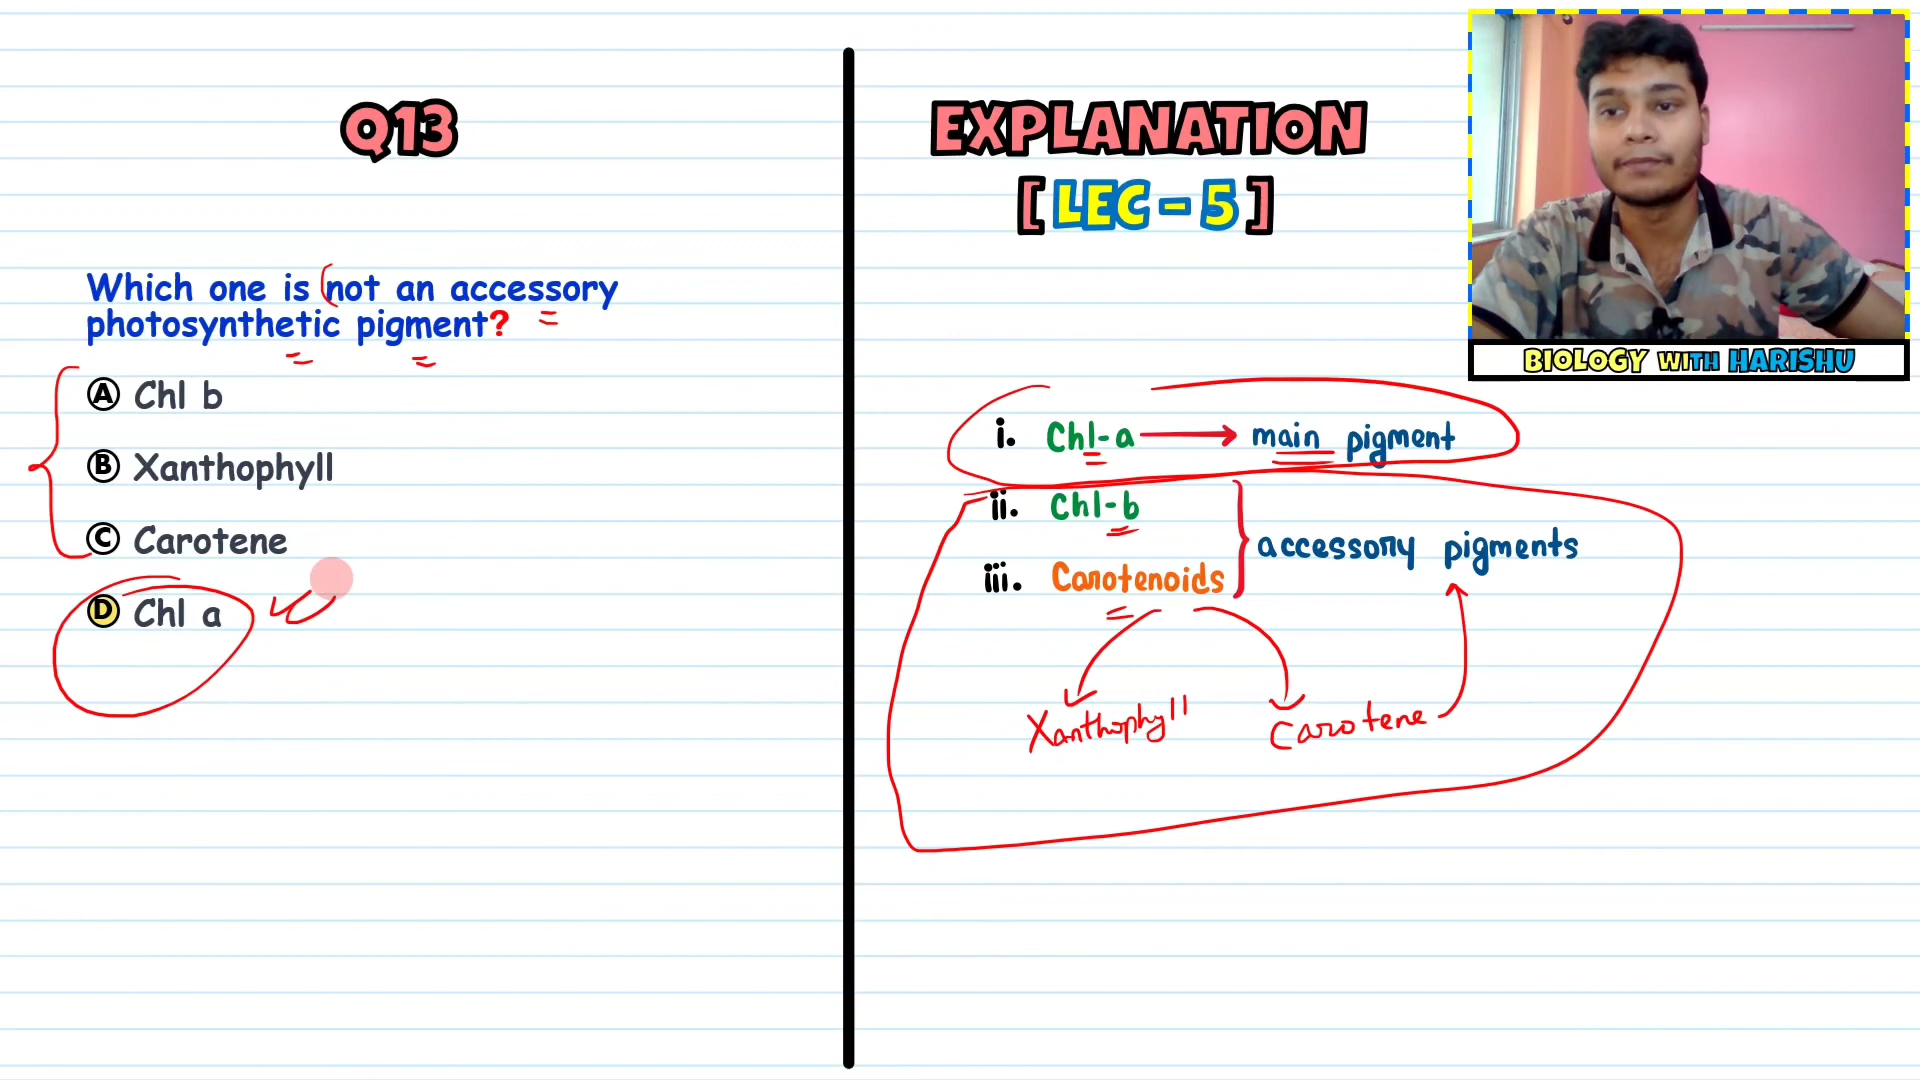 Q13
Which one is not an accessory
photosynthetic pigment?
A Chl b
B Xanthophyll
C Carotene
D Chl a
EXPLANATION
[ LEC - 5 ]
BIOLOGY WITH HARISHU
i. Chl-a → main pigment
ii. Chl-b
accessory pigments
iii. Carotenoids
Xanthophyll Carotene